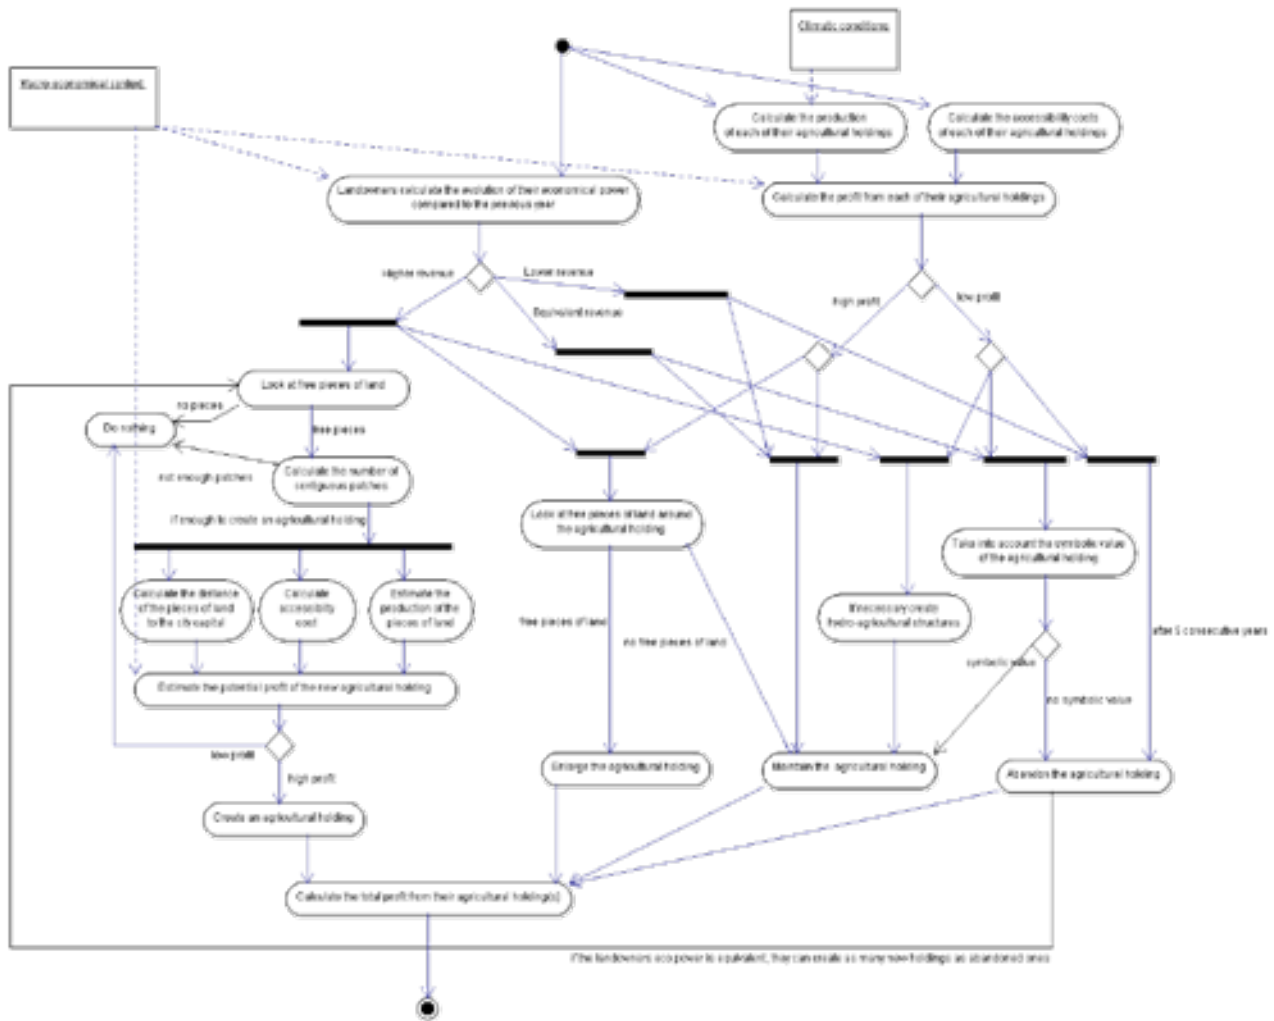 Climatic conditions
Macro economical context
Calculate the production
of each of their agricultural holdings
Calculate the accessibility costs
of each of their agricultural holdings
Landowners calculate the evolution of their economical power
compared to the previous year
Calculate the profit from each of their agricultural holdings
Higher revenue
Lower revenue
Equivalent revenue
high profit
low profit
Look at free pieces of land
no pieces
Do nothing
free pieces
not enough patches
Calculate the number of
contiguous patches
if enough to create an agricultural holding
Look at free pieces of land around
the agricultural holding
Take into account the symbolic value
of the agricultural holding
Calculate the distance
of the pieces of land
to the city capital
Calculate
accessibility
cost
Estimate the
production of the
pieces of land
If necessary create
hydro-agricultural structures
free pieces of land
no free pieces of land
after 5 consecutive years
symbolic value
no symbolic value
Estimate the potential profit of the new agricultural holding
low profit
high profit
Enlarge the agricultural holding
Maintain the agricultural holding
Abandon the agricultural holding
Create an agricultural holding
Calculate the total profit from their agricultural holding(s)
If the landowners eco power is equivalent, they can create as many new holdings as abandoned ones